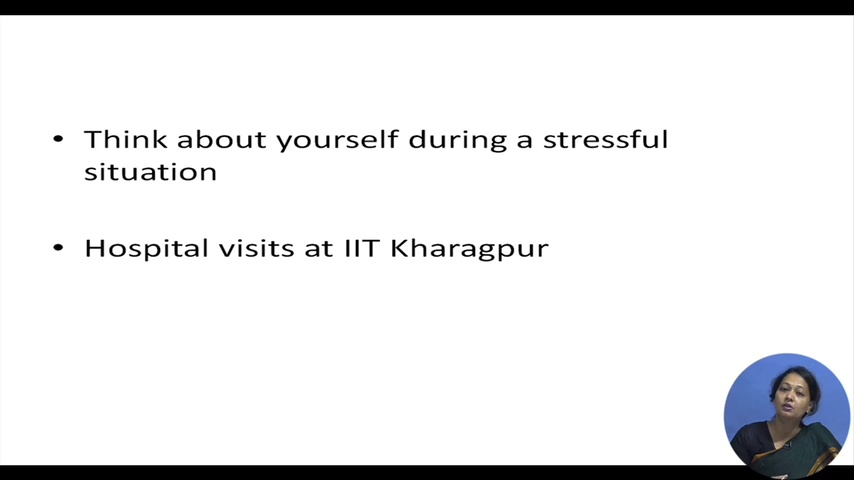 • Think about yourself during a stressful
situation
• Hospital visits at IIT Kharagpur